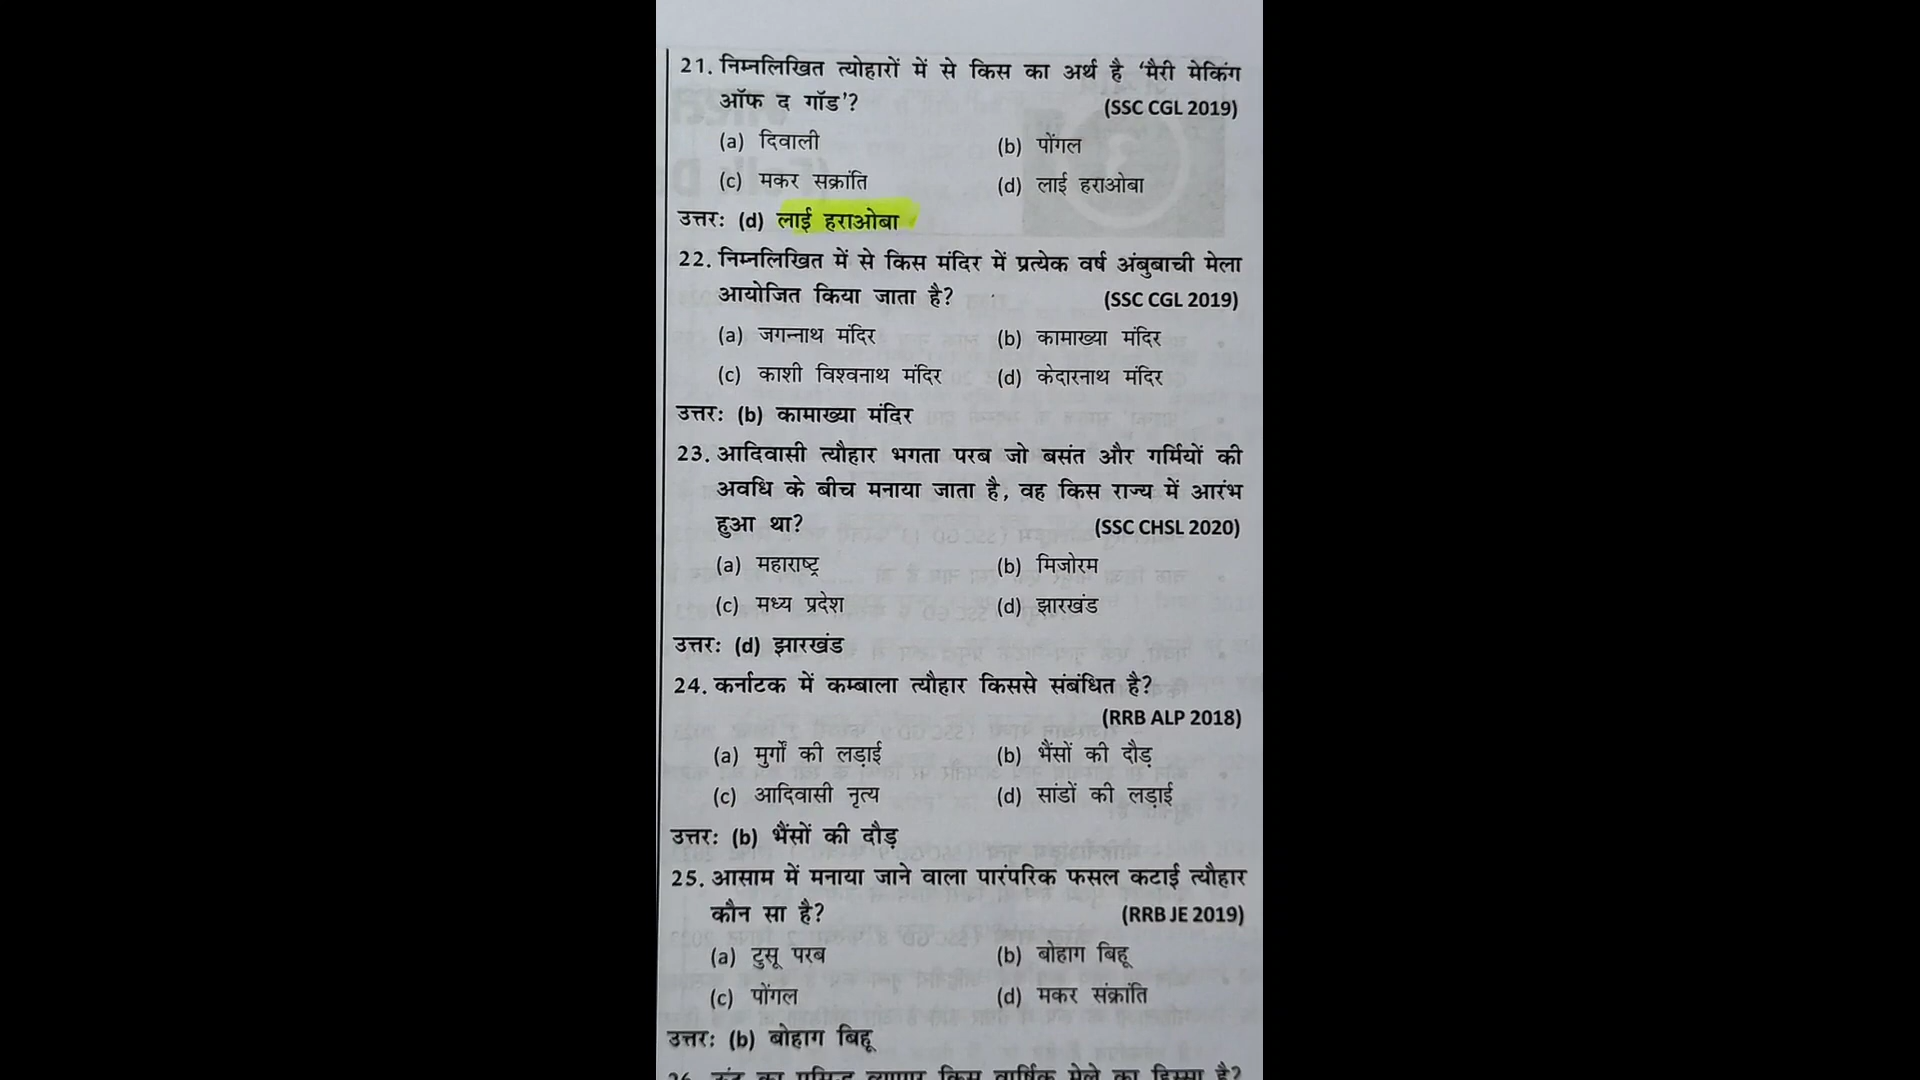 21. निम्नलिखित त्योहारों में से किस का अर्थ है ‘मैरी मेकिंग
ऑफ द गॉड’? (SSC CGL 2019)
(a) दिवाली (b) पोंगल
(c) मकर सक्रांति (d) लाई हराओबा
उत्तरः (d) लाई हराओबा
22. निम्नलिखित में से किस मंदिर में प्रत्येक वर्ष अंबुबाची मेला
आयोजित किया जाता है? (SSC CGL 2019)
(a) जगन्नाथ मंदिर (b) कामाख्या मंदिर
(c) काशी विश्वनाथ मंदिर (d) केदारनाथ मंदिर
उत्तरः (b) कामाख्या मंदिर
23. आदिवासी त्यौहार भगता परब जो बसंत और गर्मियों की
अवधि के बीच मनाया जाता है, वह किस राज्य में आरंभ
हुआ था? (SSC CHSL 2020)
(a) महाराष्ट्र (b) मिजोरम
(c) मध्य प्रदेश (d) झारखंड
उत्तरः (d) झारखंड
24. कर्नाटक में कम्बाला त्यौहार किससे संबंधित है?
(RRB ALP 2018)
(a) मुर्गों की लड़ाई (b) भैंसों की दौड़
(c) आदिवासी नृत्य (d) सांडों की लड़ाई
उत्तरः (b) भैंसों की दौड़
25. आसाम में मनाया जाने वाला पारंपरिक फसल कटाई त्यौहार
कौन सा है? (RRB JE 2019)
(a) टुसू परब (b) बोहाग बिहू
(c) पोंगल (d) मकर संक्रांति
उत्तरः (b) बोहाग बिहू
26. ऊंट का प्रसिद्ध व्यापार किस वार्षिक मेले का हिस्सा है?